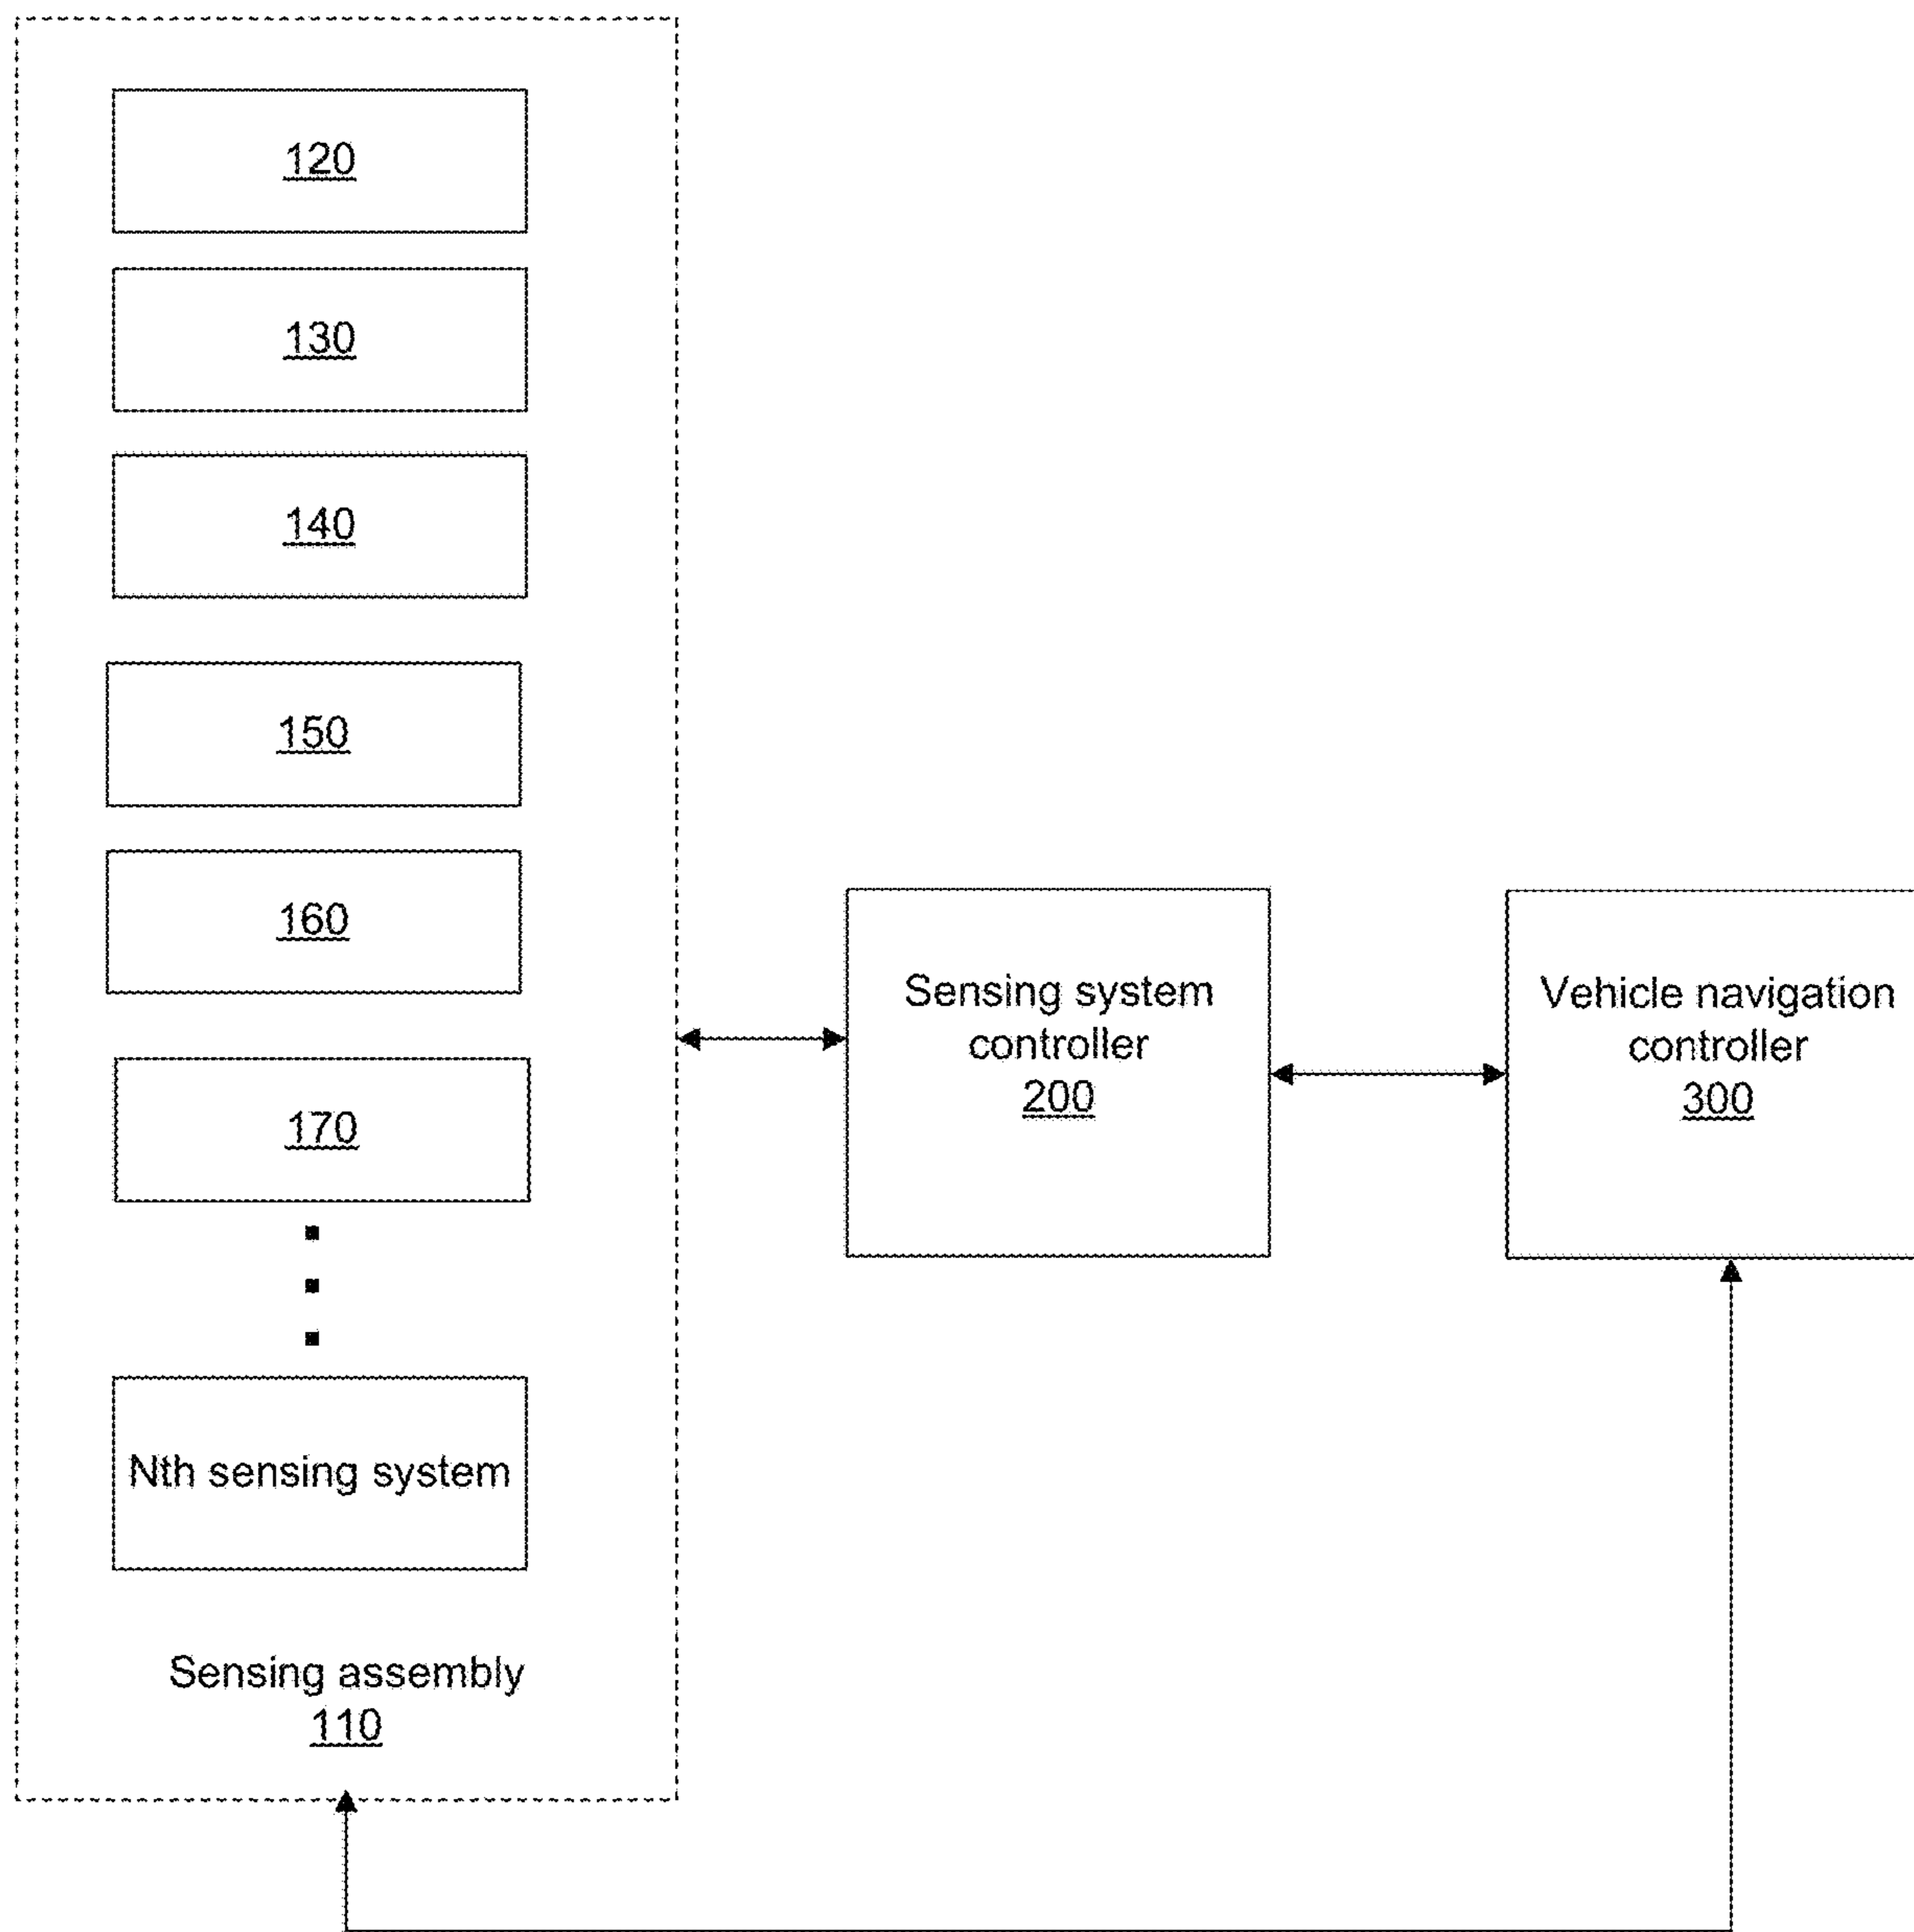 120
130
140
150
160
170
Nth sensing system
Sensing assembly
110
Sensing system
controller
200
Vehicle navigation
controller
300